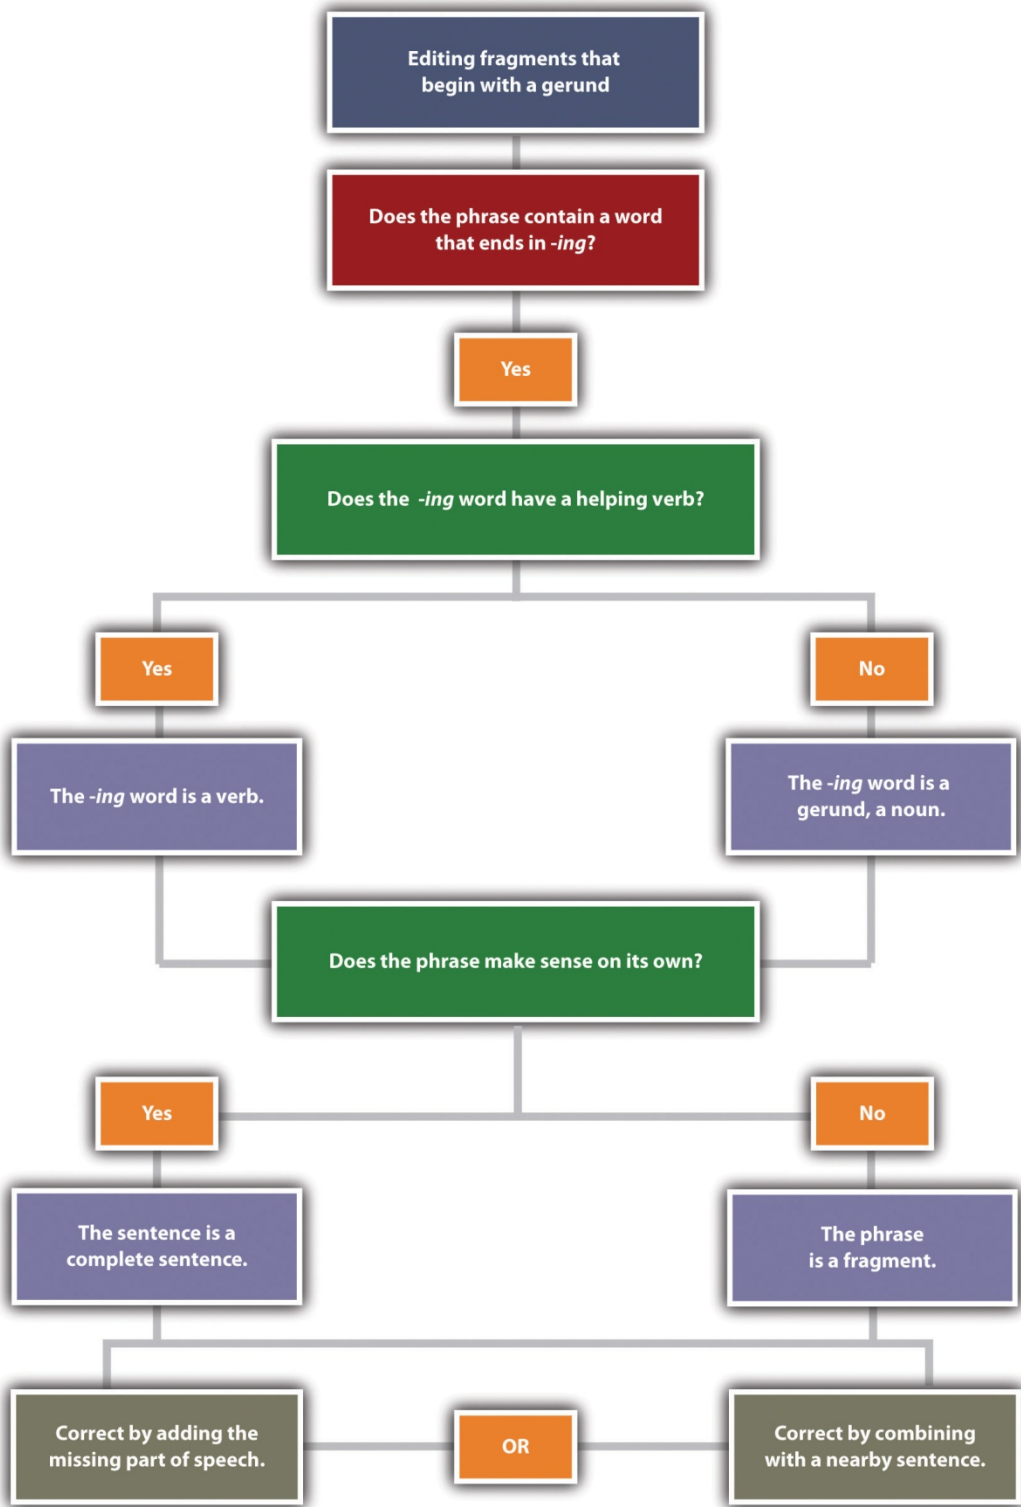 Editing fragments that
begin with a gerund
Does the phrase contain a word
that ends in -ing?
Yes
Does the -ing word have a helping verb?
Yes
No
The -ing word is a verb.
The -ing word is a
gerund, a noun.
Does the phrase make sense on its own?
Yes
No
The sentence is a
complete sentence.
The phrase
is a fragment.
Correct by adding the
missing part of speech.
OR
Correct by combining
with a nearby sentence.